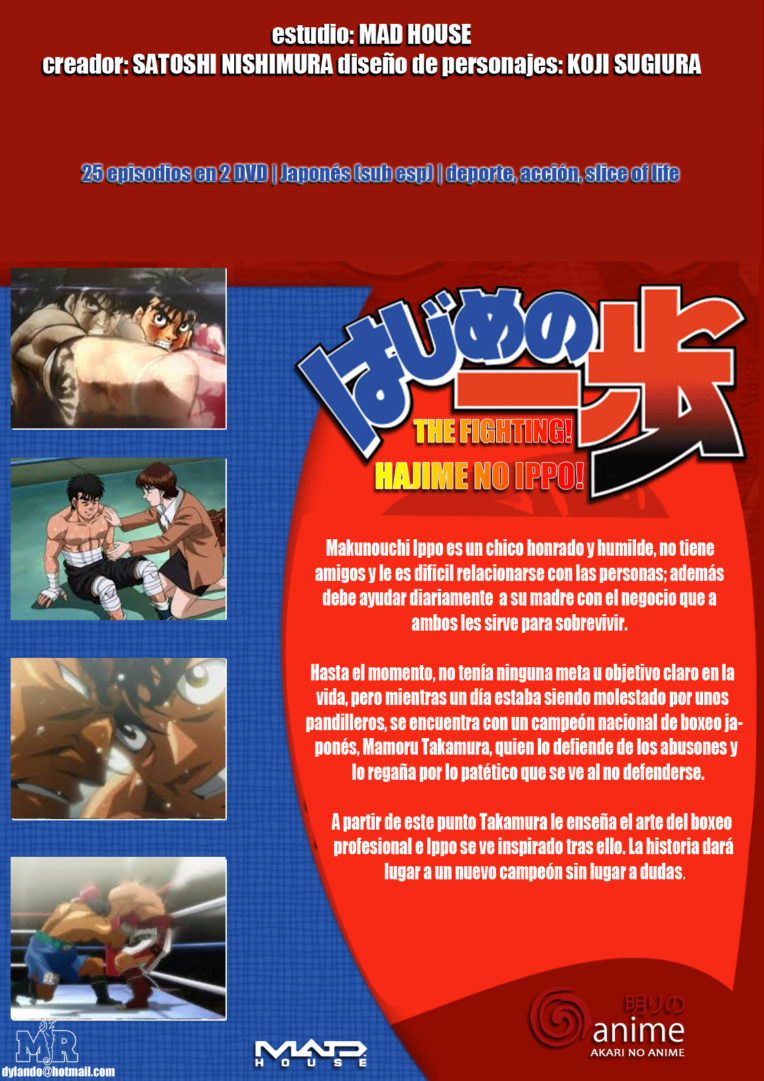 estudio: MAD HOUSE
creador: SATOSHI NISHIMURA diseño de personajes: KOJI SUGIURA
25 episodios en 2 DVD | Japonés (sub esp) | deporte, acción, slice of life
はじめの一歩
THE FIGHTING!
HAJIME NO IPPO!
Makunouchi Ippo es un chico honrado y humilde, no tiene
amigos y le es dificil relacionarse con las personas; además
debe ayudar diariamente a su madre con el negocio que a
ambos les sirve para sobrevivir.
Hasta el momento, no tenía ninguna meta u objetivo claro en la
vida, pero mientras un día estaba siendo molestado por unos
pandilleros, se encuentra con un campeón nacional de boxeo ja-
ponés, Mamoru Takamura, quien lo defiende de los abusones y
lo regaña por lo patético que se ve al no defenderse.
A partir de este punto Takamura le enseña el arte del boxeo
profesional e Ippo se ve inspirado tras ello. La historia dará
lugar a un nuevo campeón sin lugar a dudas.
明りの
anime
AKARI NO ANIME
MAD
HOUSE
MR
dylando@hotmail.com